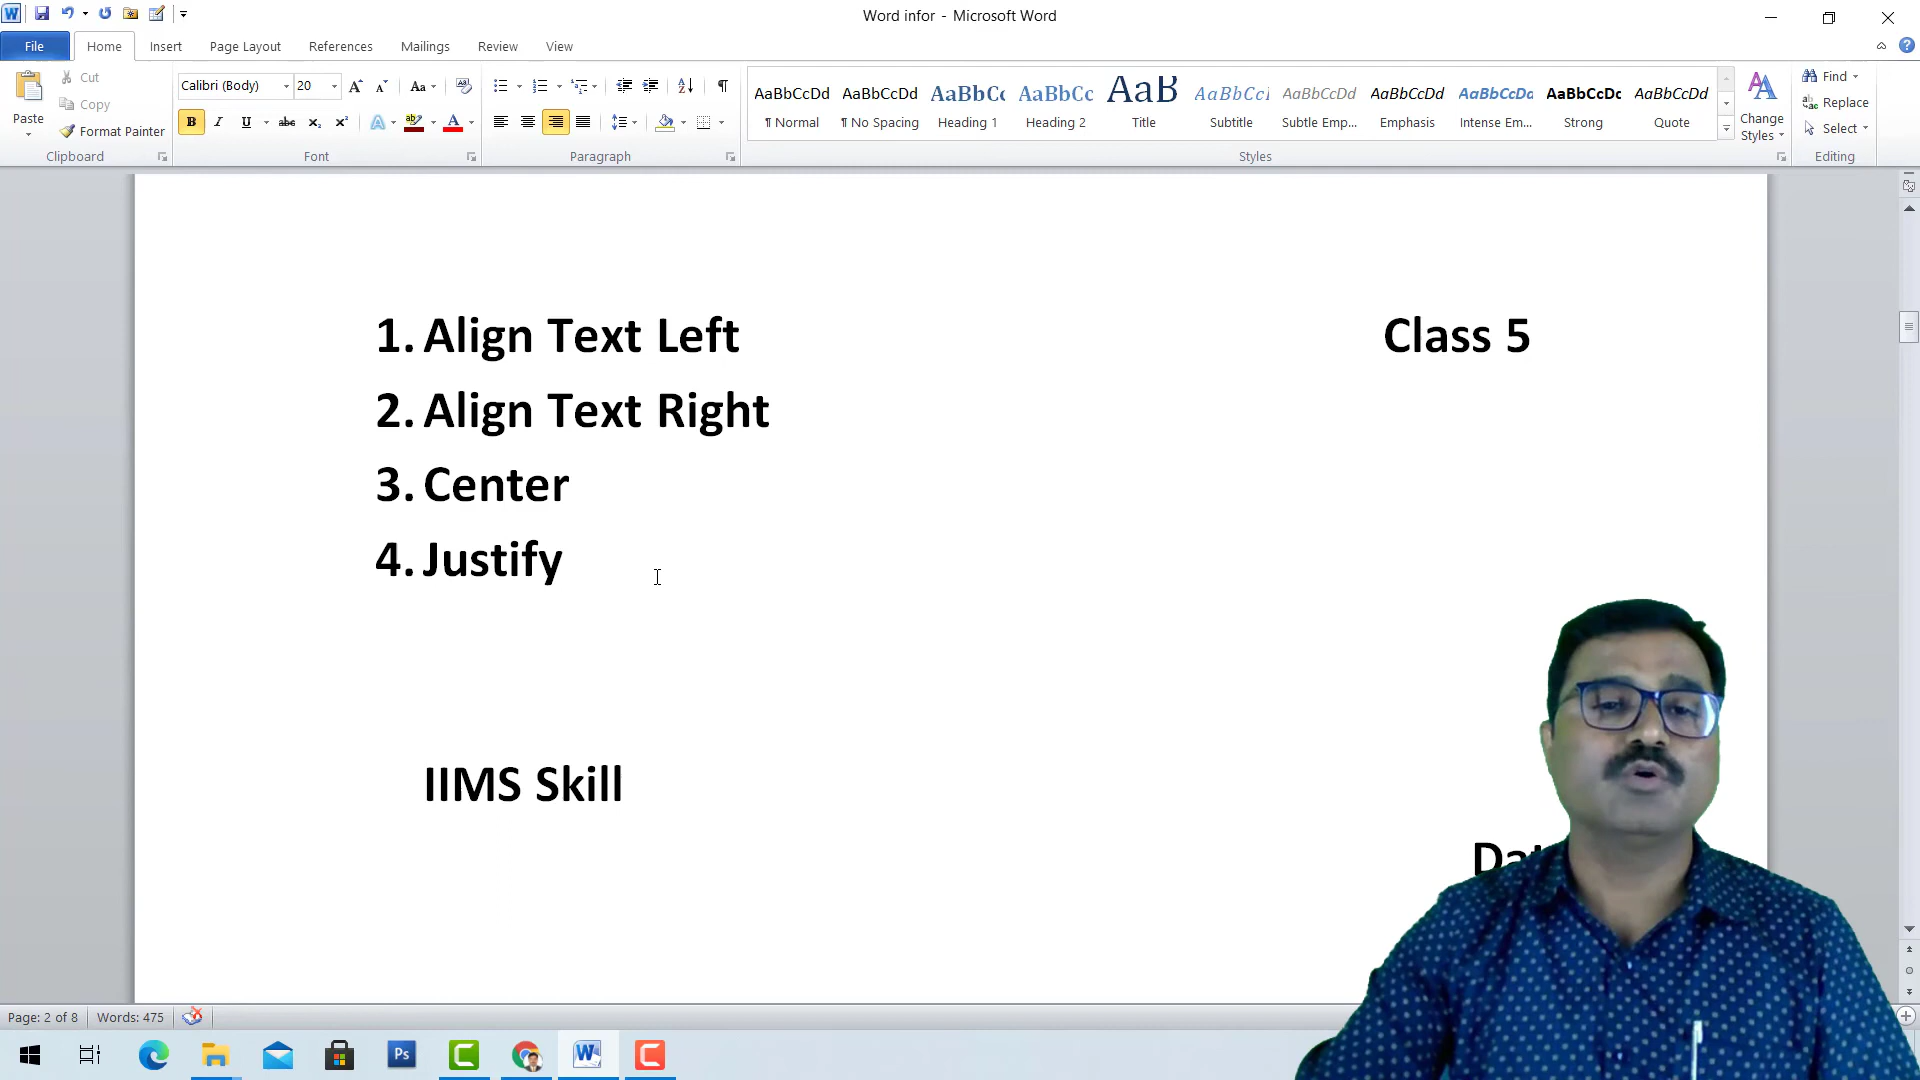 Word infor - Microsoft Word
File Home Insert Page Layout References Mailings Review View
Paste
Cut
Copy
Format Painter
Clipboard
Calibri (Body) 20
Font
Paragraph
AaBbCcDd AaBbCcDd AaBbCc AaBbCc AaB AaBbCcI AaBbCcDd AaBbCcDd AaBbCcDd AaBbCcDc AaBbCcDd
¶ Normal ¶ No Spacing Heading 1 Heading 2 Title Subtitle Subtle Emp... Emphasis Intense Em... Strong Quote
Styles
Change Styles
Find
Replace
Select
Editing
1. Align Text Left Class 5
2. Align Text Right
3. Center
4. Justify
IIMS Skill
Page: 2 of 8 Words: 475